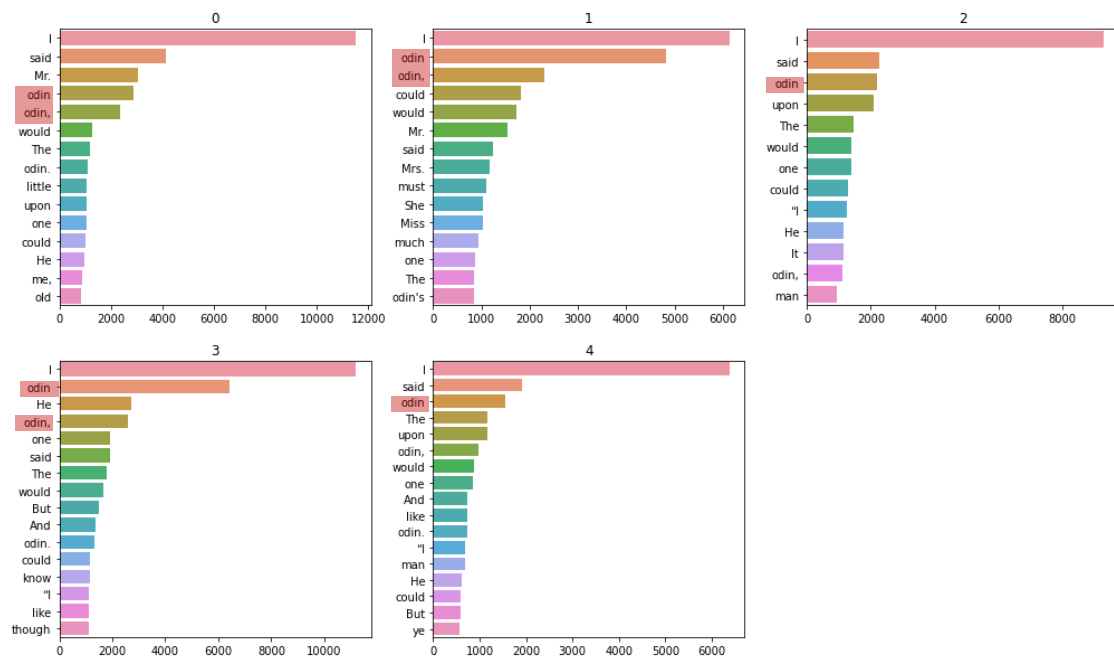 0
I
said
Mr.
odin
odin,
would
The
odin.
little
upon
one
could
He
me,
old
0 2000 4000 6000 8000 10000 12000
1
I
odin
odin,
could
would
Mr.
said
Mrs.
must
She
Miss
much
one
The
odin's
0 1000 2000 3000 4000 5000 6000
2
I
said
odin
upon
The
would
one
could
"I
He
It
odin,
man
0 2000 4000 6000 8000
3
I
odin
He
odin,
one
said
The
would
But
And
odin.
could
know
"I
like
though
0 2000 4000 6000 8000 10000
4
I
said
odin
The
upon
odin,
would
one
And
like
odin.
"I
man
He
could
But
ye
0 1000 2000 3000 4000 5000 6000